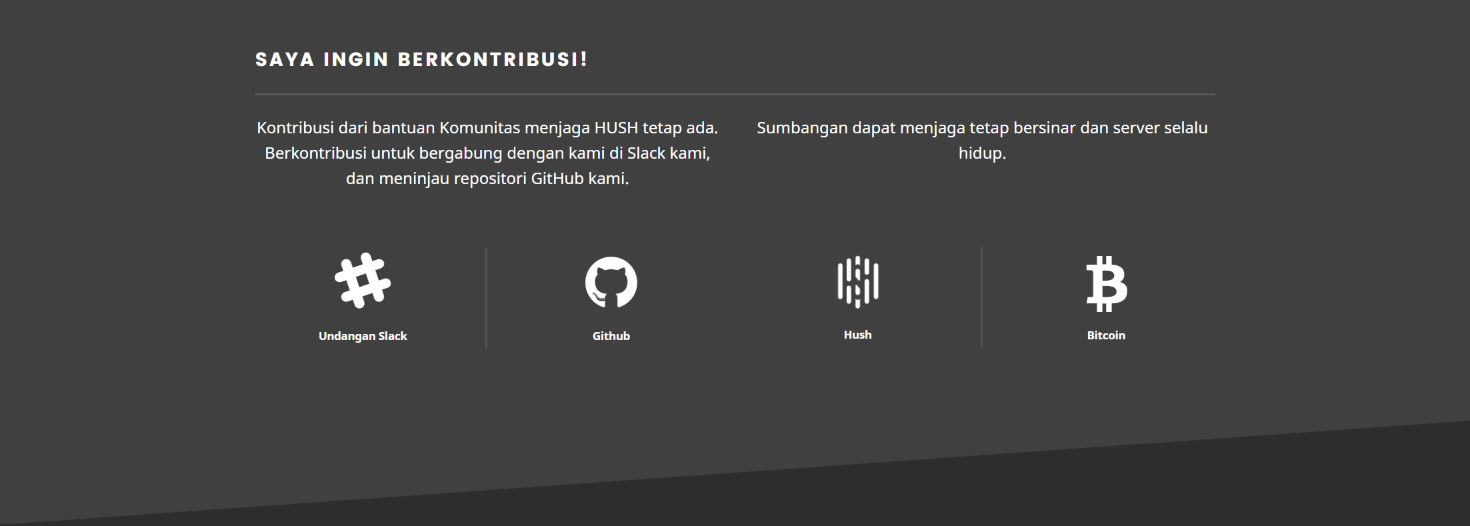 SAYA INGIN BERKONTRIBUSI!
Kontribusi dari bantuan Komunitas menjaga HUSH tetap ada.
Berkontribusi untuk bergabung dengan kami di Slack kami,
dan meninjau repositori GitHub kami.
Sumbangan dapat menjaga tetap bersinar dan server selalu
hidup.
Undangan Slack
Github
Hush
Bitcoin